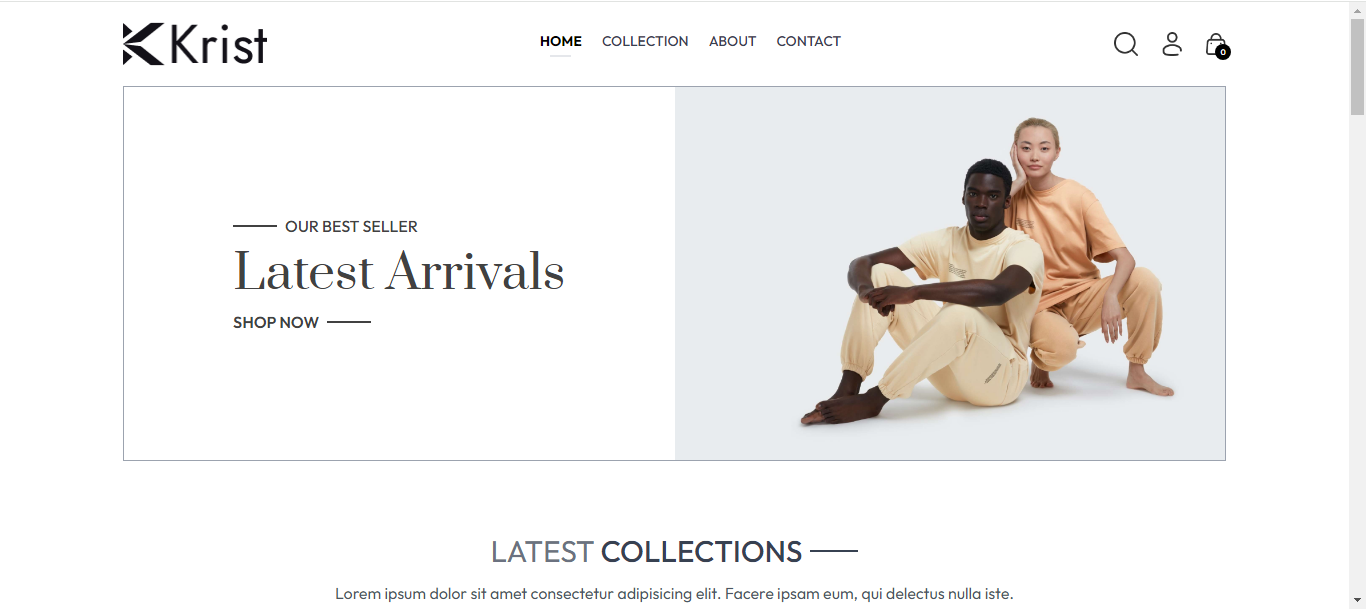 Krist
HOME COLLECTION ABOUT CONTACT
0
OUR BEST SELLER
Latest Arrivals
SHOP NOW
LATEST COLLECTIONS
Lorem ipsum dolor sit amet consectetur adipisicing elit. Facere ipsam eum, qui delectus nulla iste.